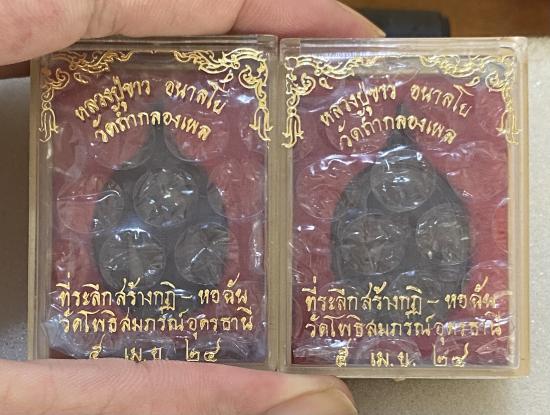 หลวงปู่ขาว อนาลโย
วัดถ้ำกลองเพล
ที่ระลึกสร้างกุฏิ - หอฉัน
วัดโพธิสมภรณ์ อุดรธานี
๕ เม.ย. ๒๔
หลวงปู่ขาว อนาลโย
วัดถ้ำกลองเพล
ที่ระลึกสร้างกุฏิ - หอฉัน
วัดโพธิสมภรณ์ อุดรธานี
๕ เม.ย. ๒๔